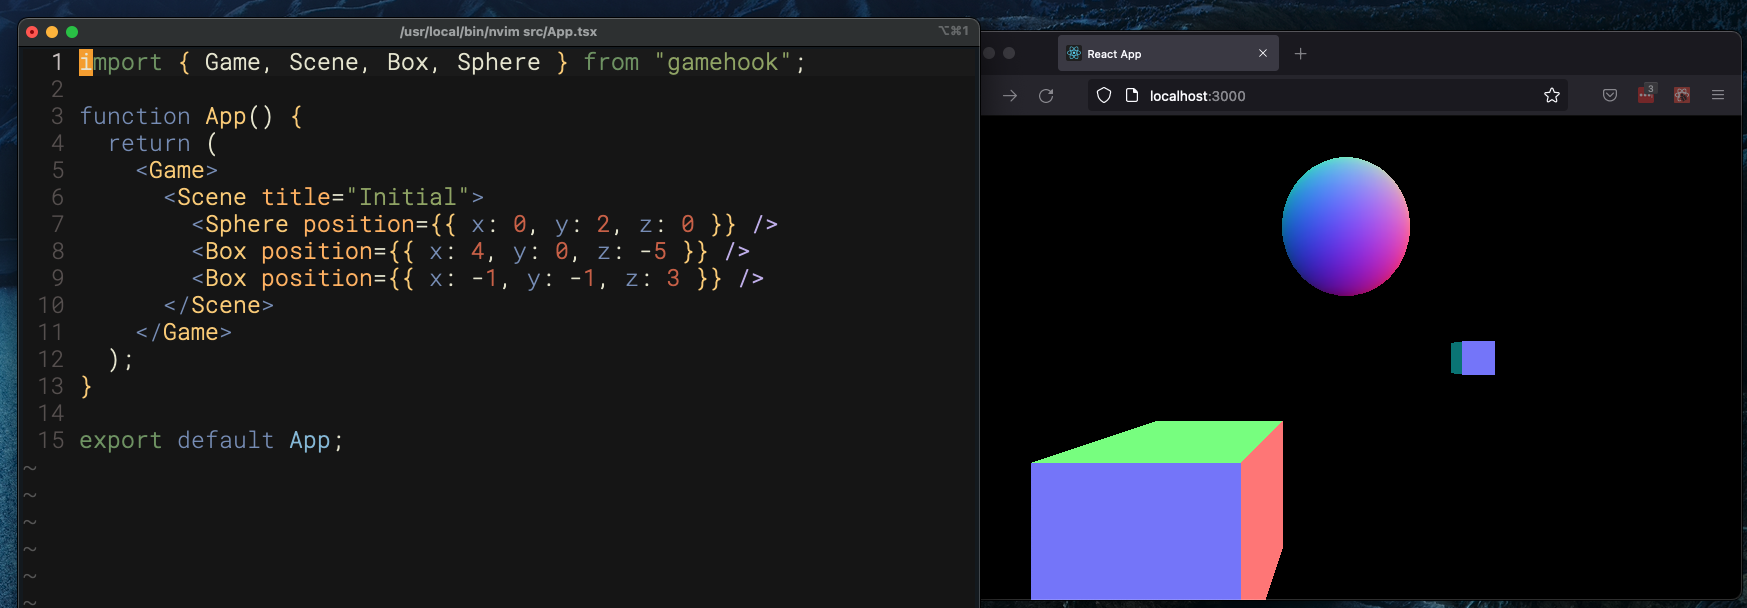 /usr/local/bin/nvim src/App.tsx
⌥⌘1
1 import { Game, Scene, Box, Sphere } from "gamehook";
2
3 function App() {
4   return (
5     <Game>
6       <Scene title="Initial">
7         <Sphere position={{ x: 0, y: 2, z: 0 }} />
8         <Box position={{ x: 4, y: 0, z: -5 }} />
9         <Box position={{ x: -1, y: -1, z: 3 }} />
10       </Scene>
11     </Game>
12   );
13 }
14
15 export default App;
~
~
~
~
~
~
React App
localhost:3000
3